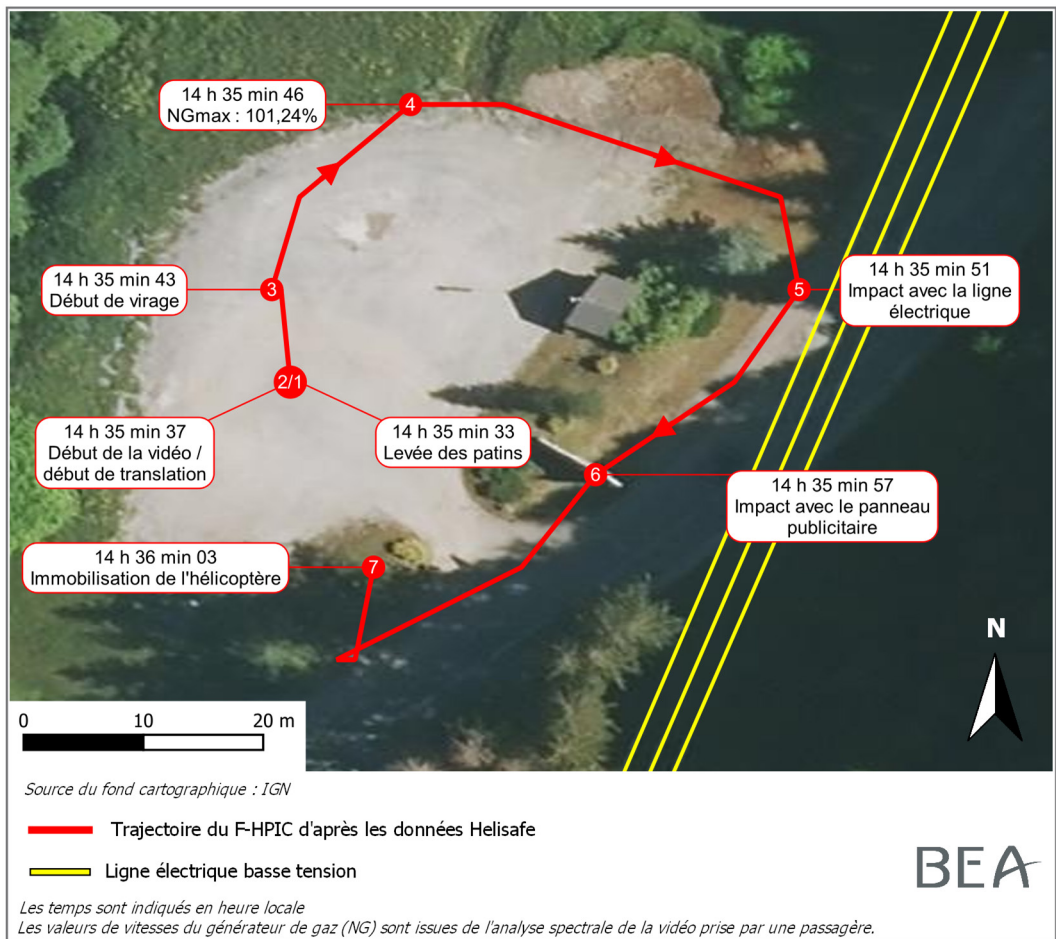 14 h 35 min 46
NGmax : 101,24%
4
14 h 35 min 43
Début de virage
3
5
14 h 35 min 51
Impact avec la ligne
électrique
2/1
14 h 35 min 37
Début de la vidéo /
début de translation
14 h 35 min 33
Levée des patins
6
14 h 35 min 57
Impact avec le panneau
publicitaire
14 h 36 min 03
Immobilisation de l'hélicoptère
7
N
0 10 20 m
Source du fond cartographique : IGN
Trajectoire du F-HPIC d'après les données Helisafe
Ligne électrique basse tension
BEA
Les temps sont indiqués en heure locale
Les valeurs de vitesses du générateur de gaz (NG) sont issues de l'analyse spectrale de la vidéo prise par une passagère.